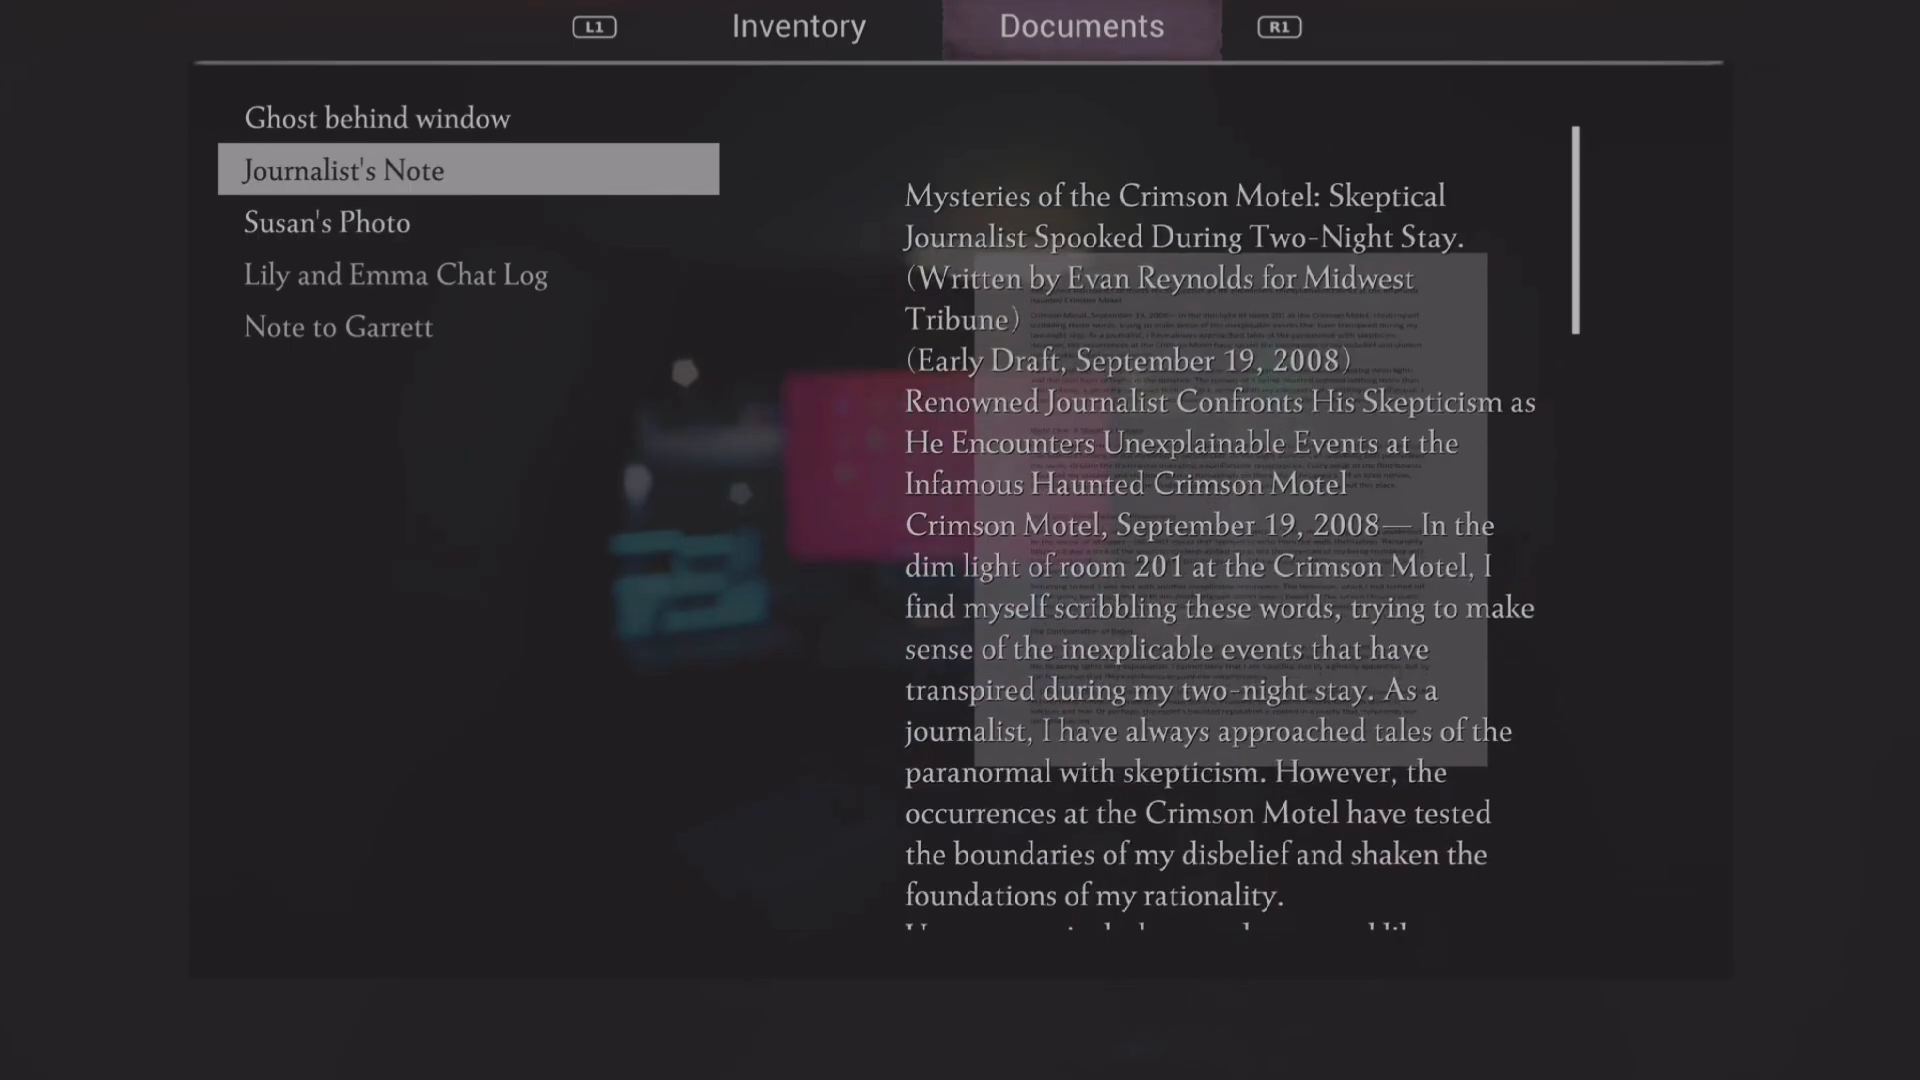 L1
Inventory
Documents
R1
Ghost behind window
Journalist's Note
Susan's Photo
Lily and Emma Chat Log
Note to Garrett
Mysteries of the Crimson Motel: Skeptical
Journalist Spooked During Two-Night Stay.
(Written by Evan Reynolds for Midwest
Tribune)
(Early Draft, September 19, 2008)
Renowned Journalist Confronts His Skepticism as
He Encounters Unexplainable Events at the
Infamous Haunted Crimson Motel
Crimson Motel, September 19, 2008— In the
dim light of room 201 at the Crimson Motel, I
find myself scribbling these words, trying to make
sense of the inexplicable events that have
transpired during my two-night stay. As a
journalist, I have always approached tales of the
paranormal with skepticism. However, the
occurrences at the Crimson Motel have tested
the boundaries of my disbelief and shaken the
foundations of my rationality.